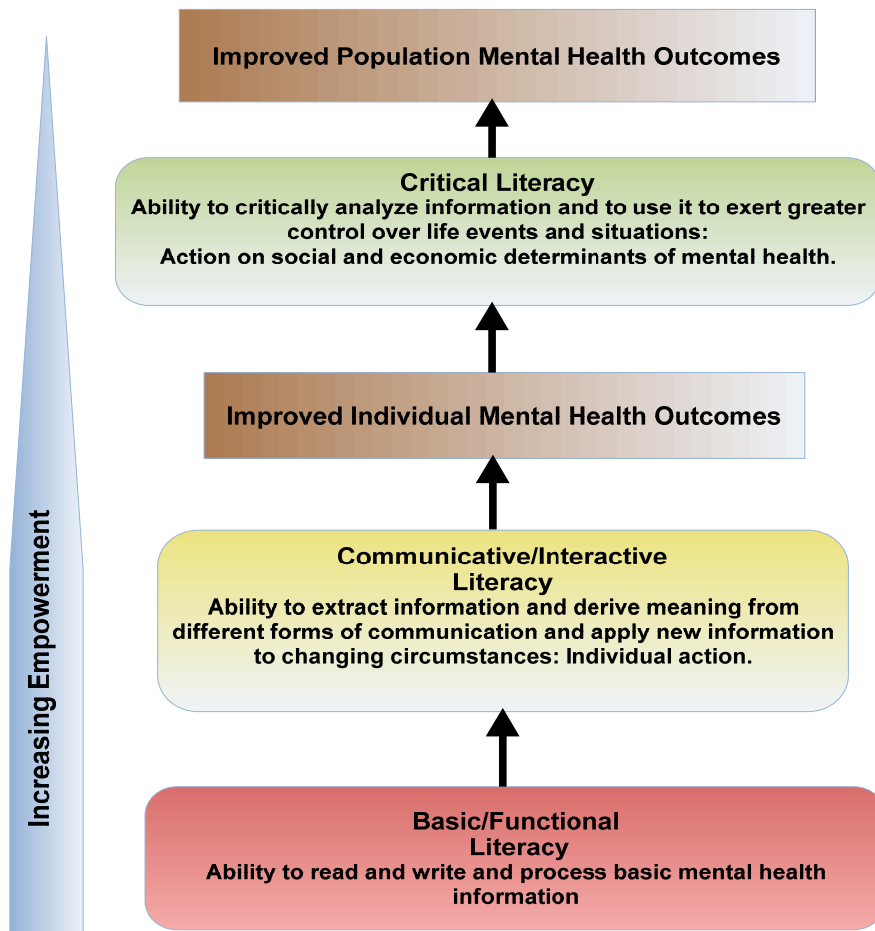 Improved Population Mental Health Outcomes
Critical Literacy
Ability to critically analyze information and to use it to exert greater
control over life events and situations:
Action on social and economic determinants of mental health.
Improved Individual Mental Health Outcomes
Communicative/Interactive
Literacy
Ability to extract information and derive meaning from
different forms of communication and apply new information
to changing circumstances: Individual action.
Basic/Functional
Literacy
Ability to read and write and process basic mental health
information
Increasing Empowerment